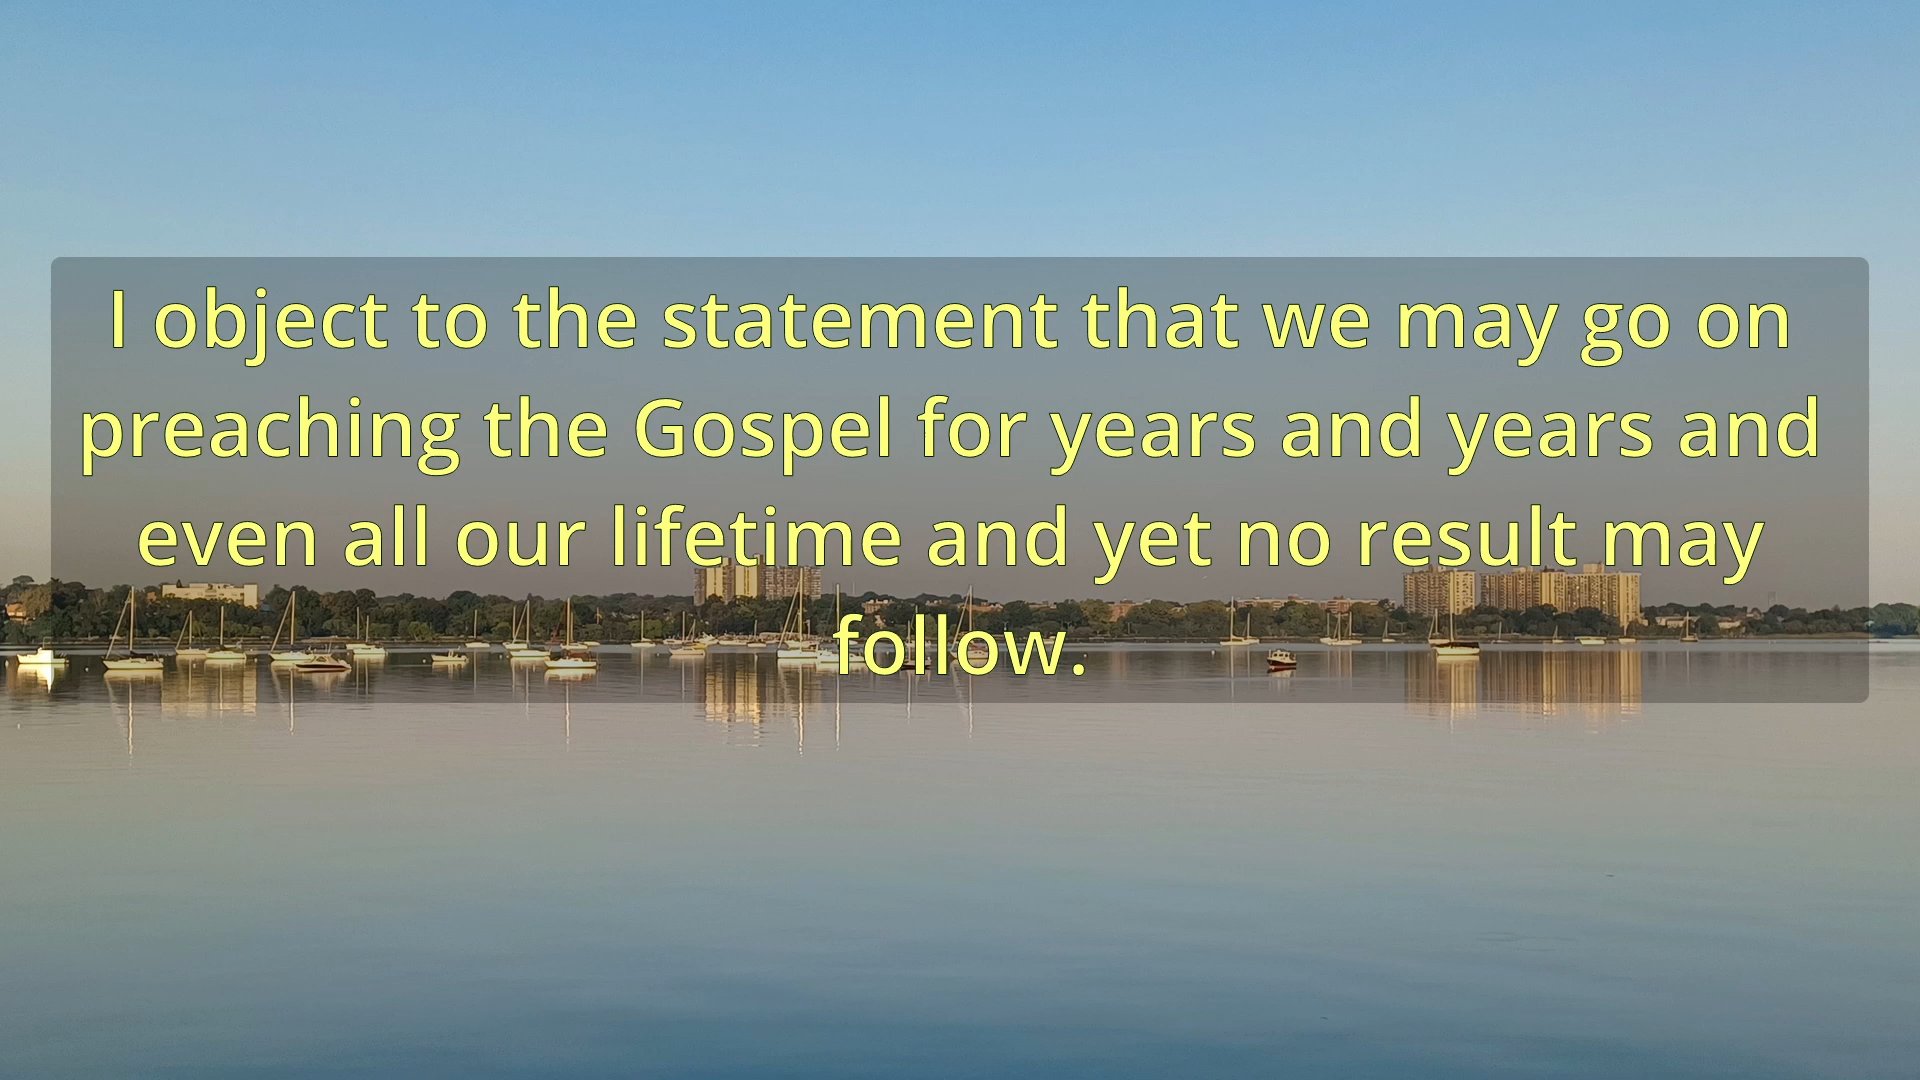 I object to the statement that we may go on
preaching the Gospel for years and years and
even all our lifetime and yet no result may
follow.